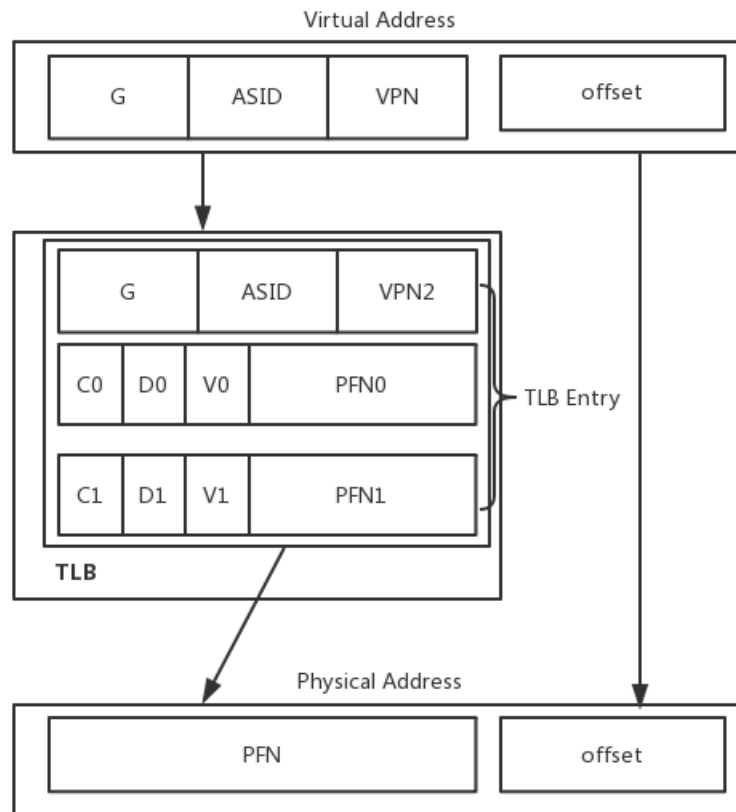 Virtual Address
G ASID VPN offset
G ASID VPN2
C0 D0 V0 PFN0
TLB Entry
C1 D1 V1 PFN1
TLB
Physical Address
PFN offset